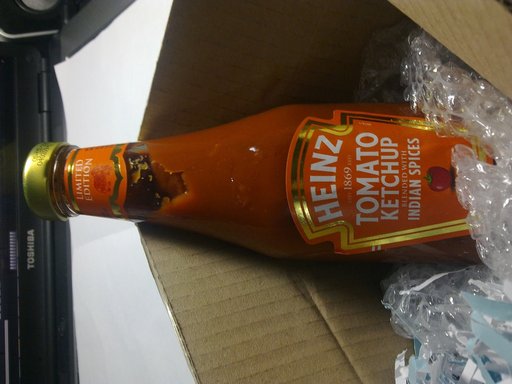 HEINZ
1869
TOMATO
KETCHUP
BLENDED WITH
INDIAN SPICES
LIMITED
EDITION
TOSHIBA